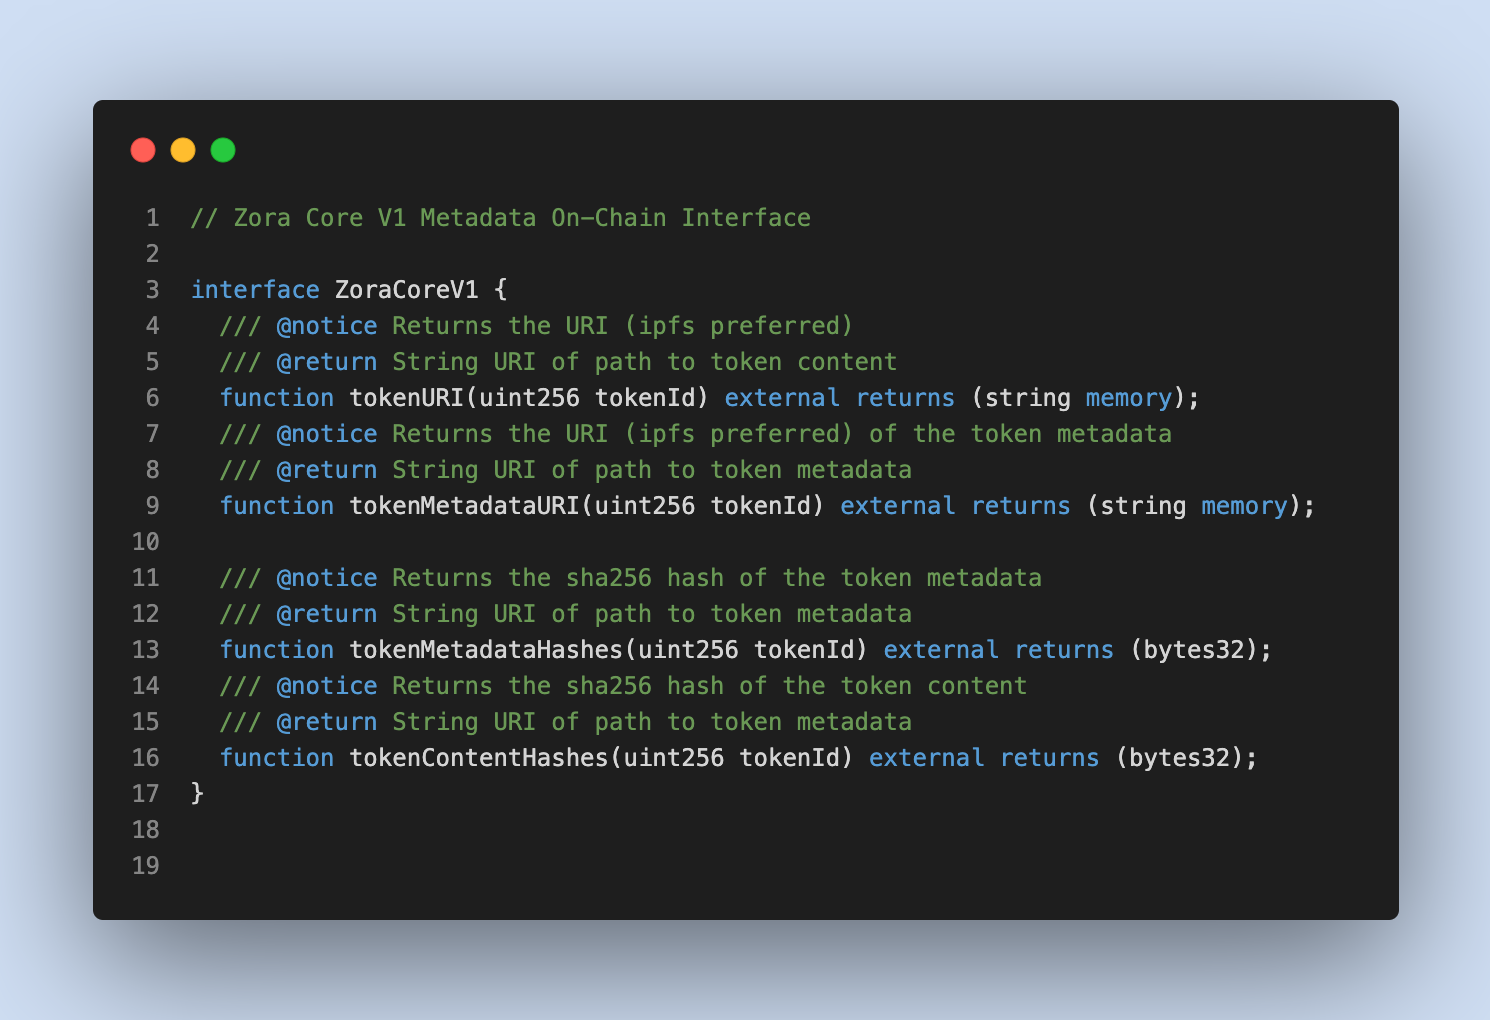 1 // Zora Core V1 Metadata On-Chain Interface
2
3 interface ZoraCoreV1 {
4   /// @notice Returns the URI (ipfs preferred)
5   /// @return String URI of path to token content
6   function tokenURI(uint256 tokenId) external returns (string memory);
7   /// @notice Returns the URI (ipfs preferred) of the token metadata
8   /// @return String URI of path to token metadata
9   function tokenMetadataURI(uint256 tokenId) external returns (string memory);
10
11   /// @notice Returns the sha256 hash of the token metadata
12   /// @return String URI of path to token metadata
13   function tokenMetadataHashes(uint256 tokenId) external returns (bytes32);
14   /// @notice Returns the sha256 hash of the token content
15   /// @return String URI of path to token metadata
16   function tokenContentHashes(uint256 tokenId) external returns (bytes32);
17 }
18
19